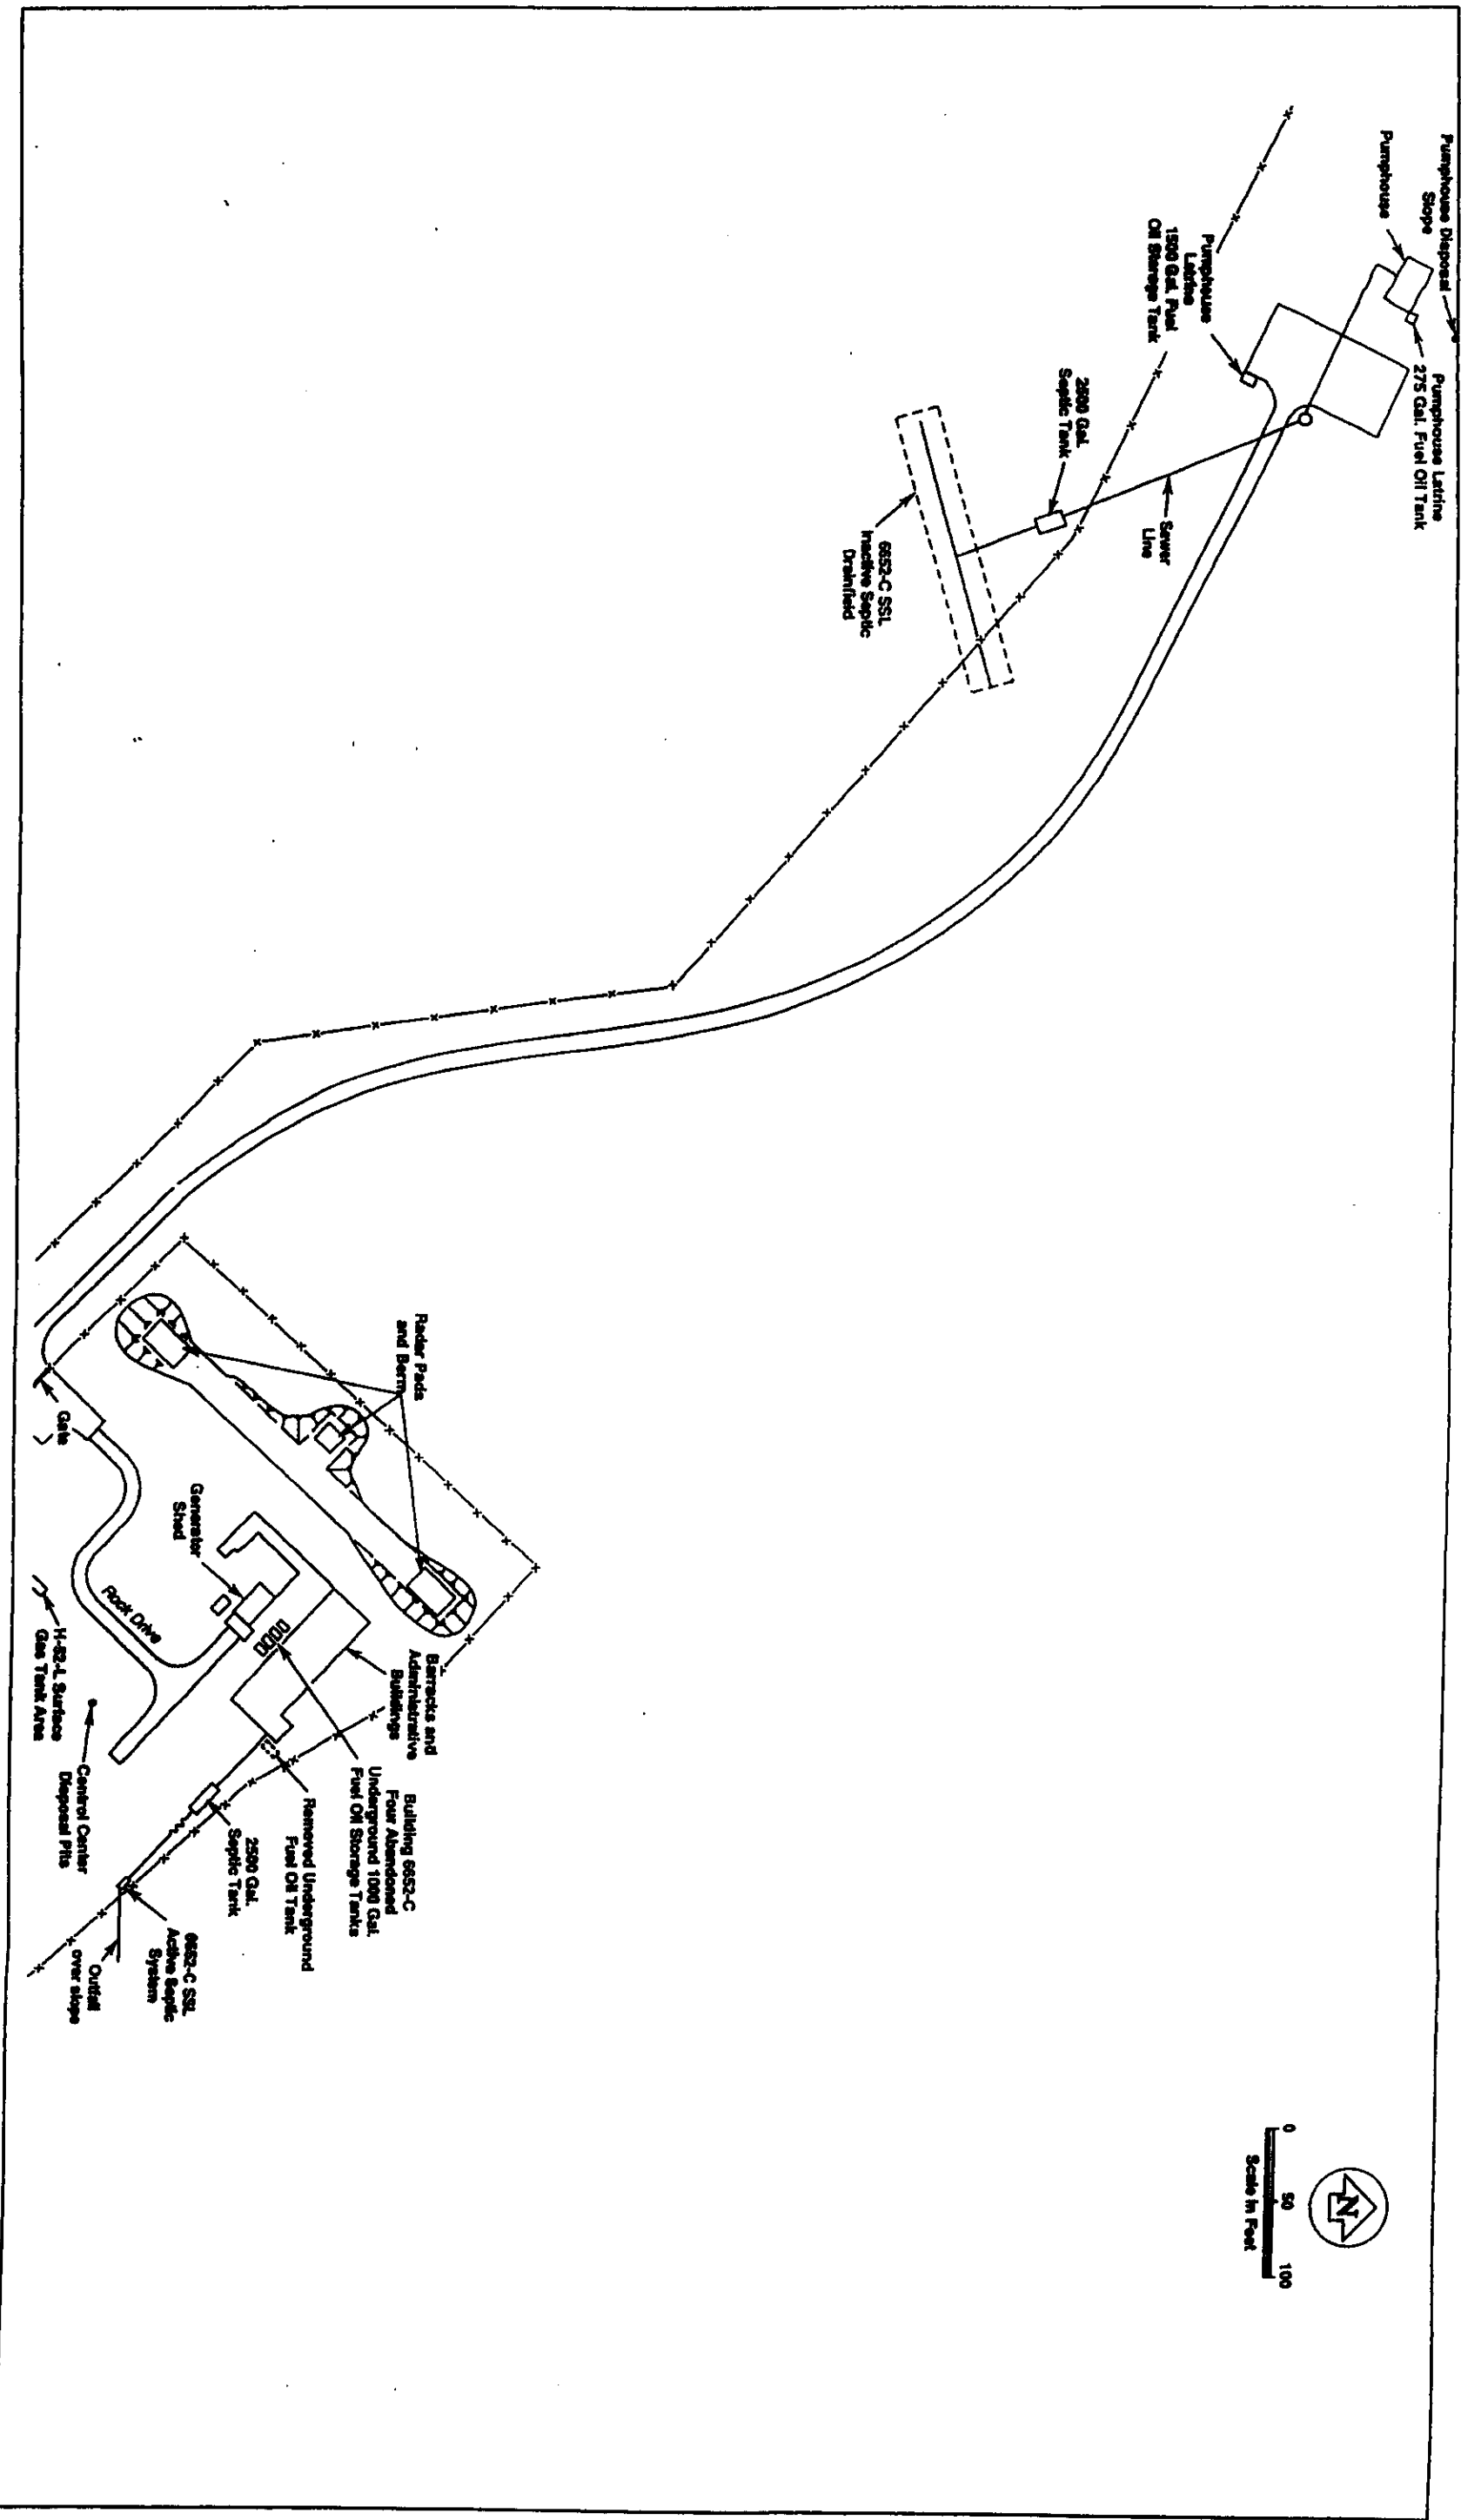 Pumphouse Disposal
Slope
Pumphouse
Pumphouse Latrine
275 Gal. Fuel Oil Tank
Pumphouse
Latrine
1500 Gal. Fuel
Oil Storage Tank
2500 Gal.
Septic Tank
Sewer
Line
6652-C SSL
Inactive Septic
Drainfield
Radar Pads
and Berm
Gate
Generator
Shed
Rock Drive
H-52-L Surface
Gas Tank Area
Control Center
Disposal Pits
Barracks and
Administrative
Buildings
Building 6652-C
Four Abandoned
Underground 1000 Gal.
Fuel Oil Storage Tanks
Removed Underground
Fuel Oil Tank
2500 Gal.
Septic Tank
6652-C SSL
Active Septic
System
Outfall
over slope
N
0 50 100
Scale in Feet